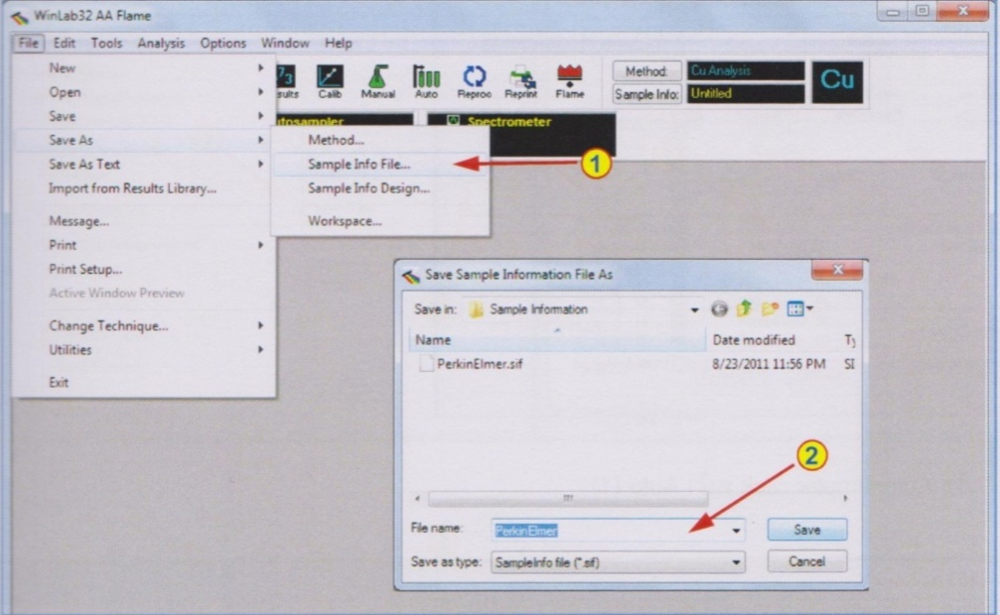 WinLab32 AA Flame
File Edit Tools Analysis Options Window Help
New
Open
Save
Save As
Save As Text
Import from Results Library...
Message...
Print
Print Setup...
Active Window Preview
Change Technique...
Utilities
Exit
Calib Manual Auto Reproc Reprint Flame
Method: Cu Analysis
Sample Info: Untitled
Cu
Spectrometer
Method...
Sample Info File...
Sample Info Design...
Workspace...
1
Save Sample Information File As
Save in: Sample Information
Name Date modified
PerkinElmer.sif 8/23/2011 11:56 PM
2
File name: PerkinElmer Save
Save as type: SampleInfo file (*.sif) Cancel